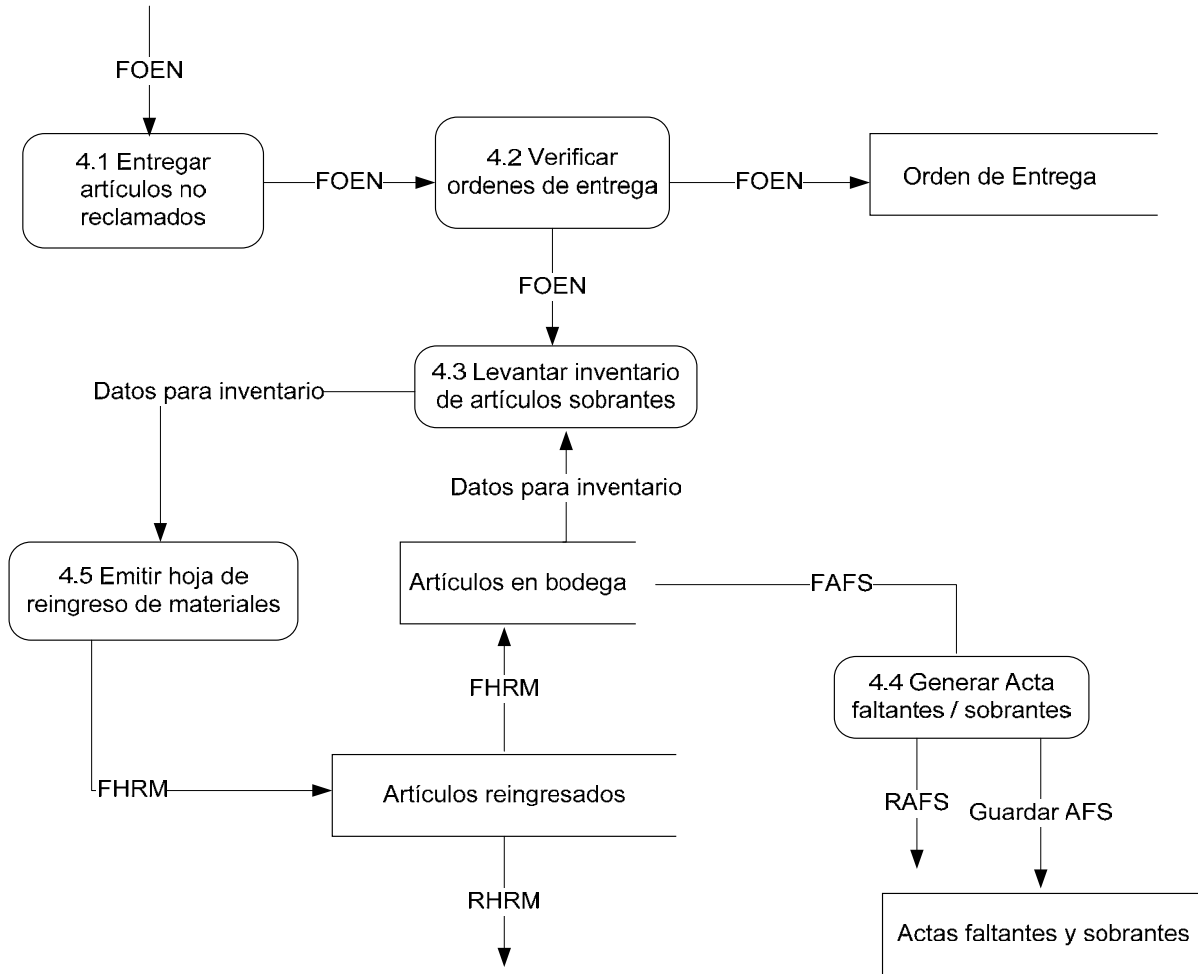 FOEN
4.1 Entregar
artículos no
reclamados
FOEN
4.2 Verificar
ordenes de entrega
FOEN
Orden de Entrega
FOEN
4.3 Levantar inventario
de artículos sobrantes
Datos para inventario
Datos para inventario
4.5 Emitir hoja de
reingreso de materiales
Artículos en bodega
FAFS
4.4 Generar Acta
faltantes / sobrantes
FHRM
FHRM
Artículos reingresados
RAFS
Guardar AFS
RHRM
Actas faltantes y sobrantes